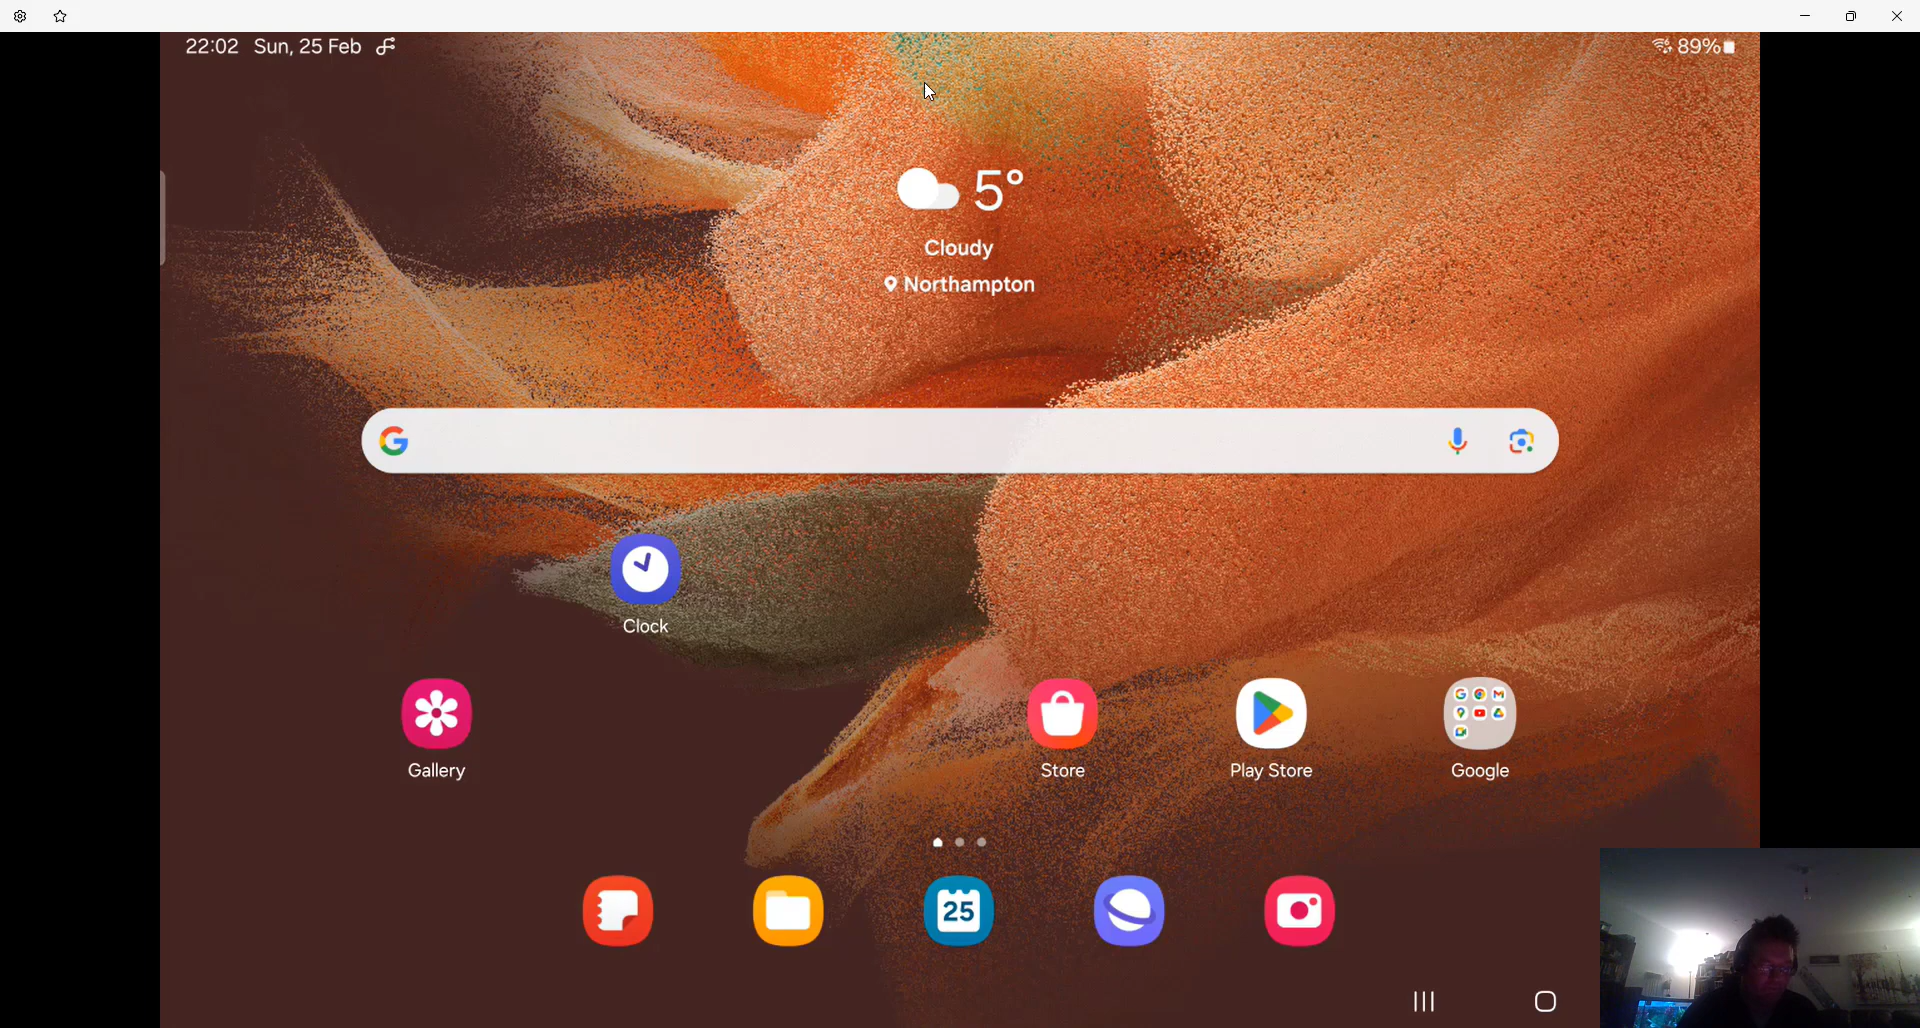 22:02 Sun, 25 Feb
89%
5°
Cloudy
Northampton
Clock
Gallery
Store
Play Store
Google
25